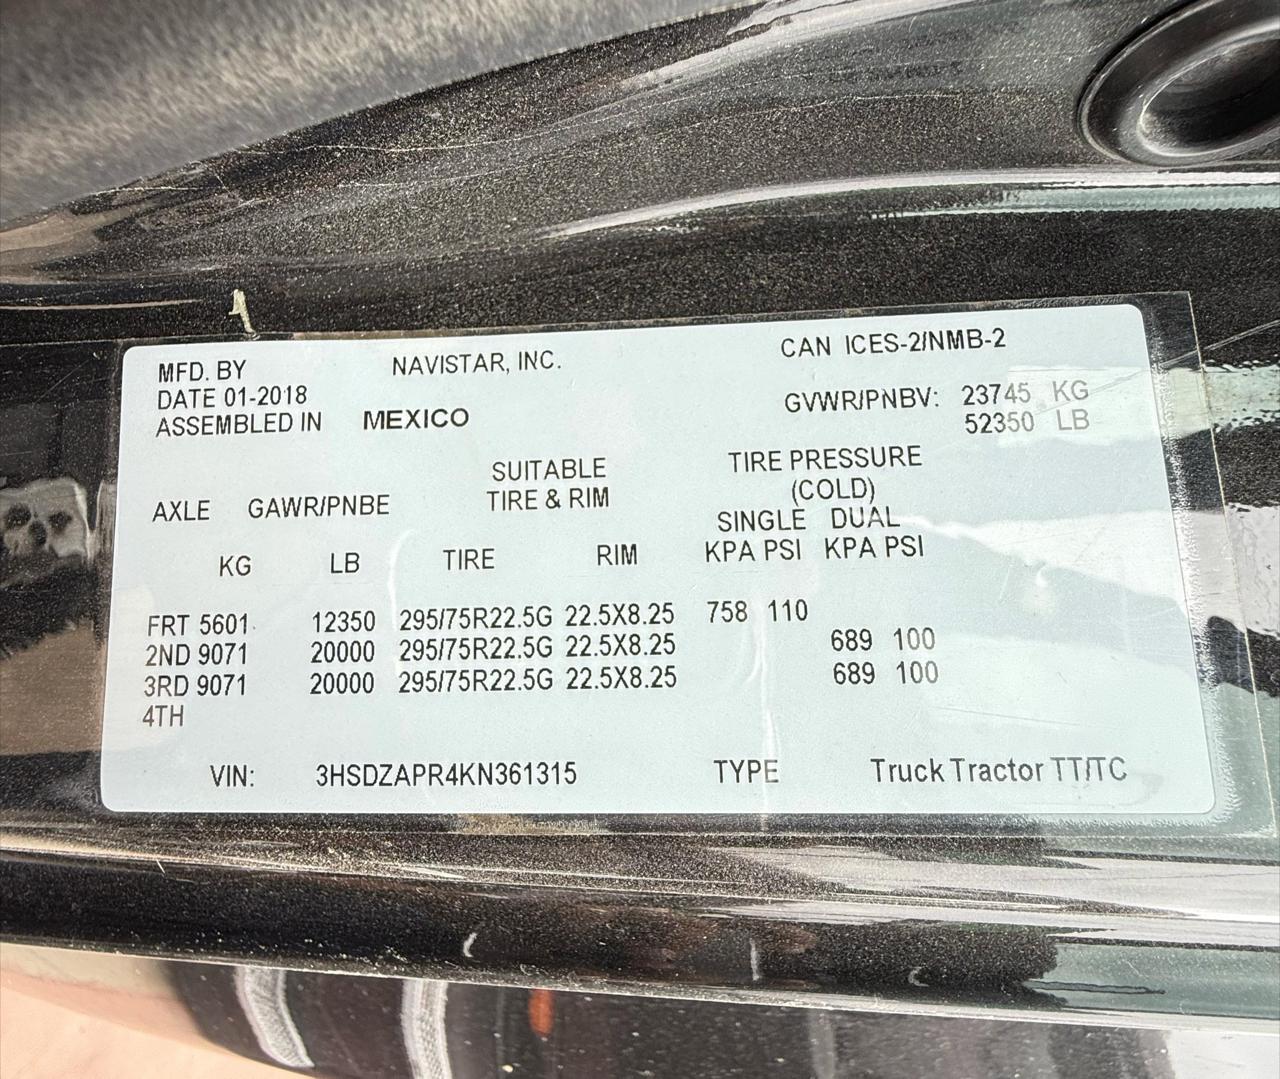 MFD. BY NAVISTAR, INC. CAN ICES-2/NMB-2
DATE 01-2018
ASSEMBLED IN MEXICO
GVWR/PNBV: 23745 KG
52350 LB
SUITABLE TIRE PRESSURE
AXLE GAWR/PNBE TIRE & RIM (COLD)
SINGLE DUAL
KG LB TIRE RIM KPA PSI KPA PSI
FRT 5601 12350 295/75R22.5G 22.5X8.25 758 110
2ND 9071 20000 295/75R22.5G 22.5X8.25 689 100
3RD 9071 20000 295/75R22.5G 22.5X8.25 689 100
4TH
VIN: 3HSDZAPR4KN361315 TYPE Truck Tractor TT/TC